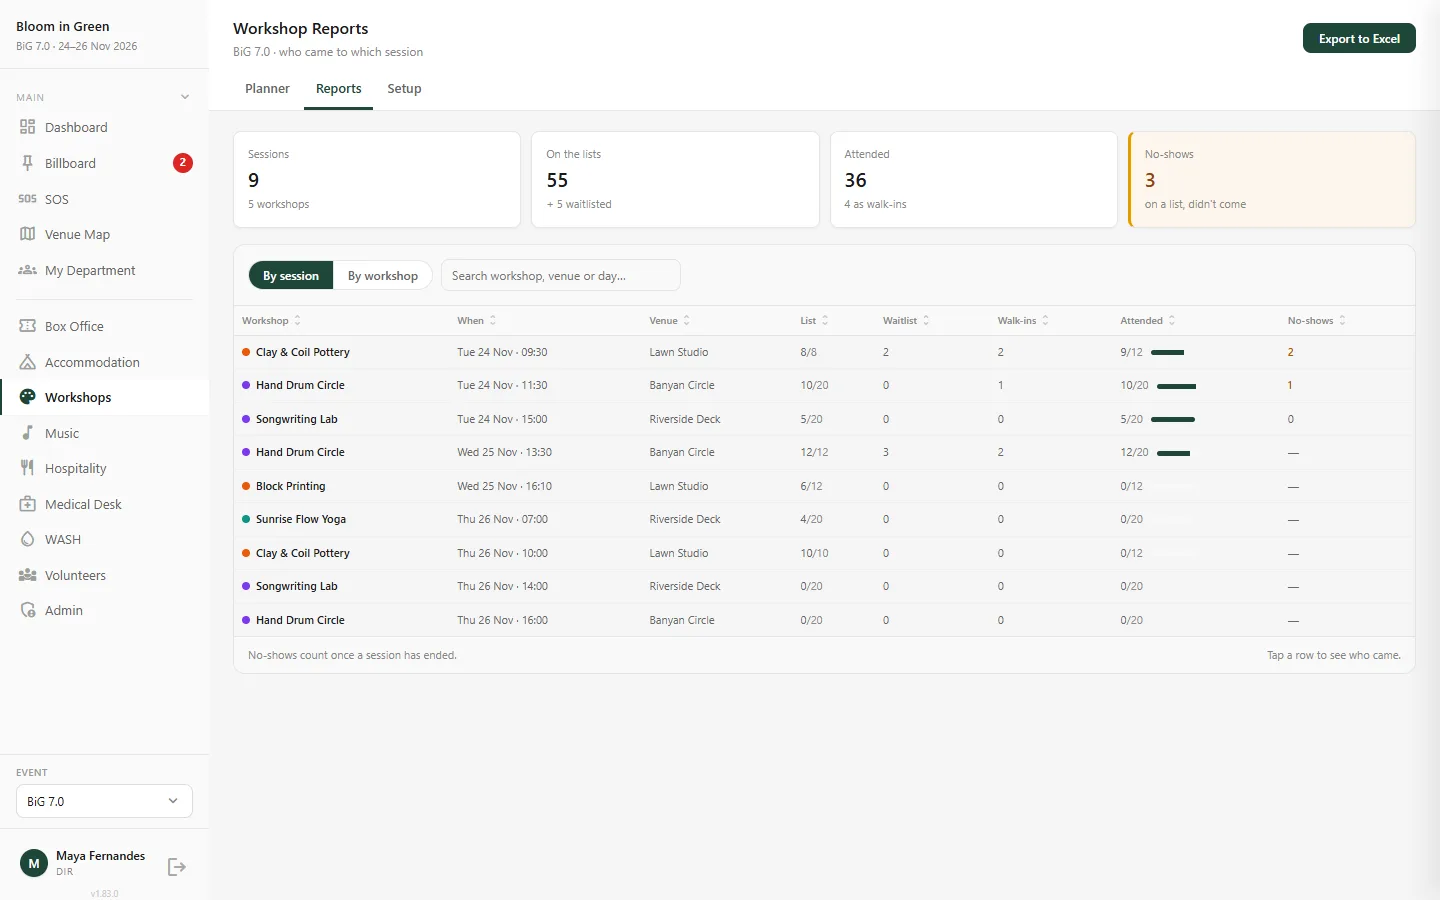 Bloom in Green
BiG 7.0 · 24–26 Nov 2026
MAIN
Dashboard
Billboard 2
SOS SOS
Venue Map
My Department
Box Office
Accommodation
Workshops
Music
Hospitality
Medical Desk
WASH
Volunteers
Admin
EVENT
BiG 7.0
M Maya Fernandes
DIR
v1.83.0
Workshop Reports
BiG 7.0 · who came to which session
Export to Excel
Planner Reports Setup
Sessions
9
5 workshops
On the lists
55
+ 5 waitlisted
Attended
36
4 as walk-ins
No-shows
3
on a list, didn't come
By session By workshop Search workshop, venue or day...
Workshop When Venue List Waitlist Walk-ins Attended No-shows
Clay & Coil Pottery Tue 24 Nov · 09:30 Lawn Studio 8/8 2 2 9/12 2
Hand Drum Circle Tue 24 Nov · 11:30 Banyan Circle 10/20 0 1 10/20 1
Songwriting Lab Tue 24 Nov · 15:00 Riverside Deck 5/20 0 0 5/20 0
Hand Drum Circle Wed 25 Nov · 13:30 Banyan Circle 12/12 3 2 12/20 —
Block Printing Wed 25 Nov · 16:10 Lawn Studio 6/12 0 0 0/12 —
Sunrise Flow Yoga Thu 26 Nov · 07:00 Riverside Deck 4/20 0 0 0/20 —
Clay & Coil Pottery Thu 26 Nov · 10:00 Lawn Studio 10/10 0 0 0/12 —
Songwriting Lab Thu 26 Nov · 14:00 Riverside Deck 0/20 0 0 0/20 —
Hand Drum Circle Thu 26 Nov · 16:00 Banyan Circle 0/20 0 0 0/20 —
No-shows count once a session has ended. Tap a row to see who came.